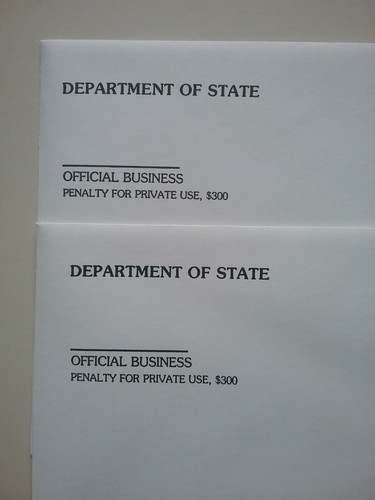 DEPARTMENT OF STATE
OFFICIAL BUSINESS
PENALTY FOR PRIVATE USE, $300
DEPARTMENT OF STATE
OFFICIAL BUSINESS
PENALTY FOR PRIVATE USE, $300